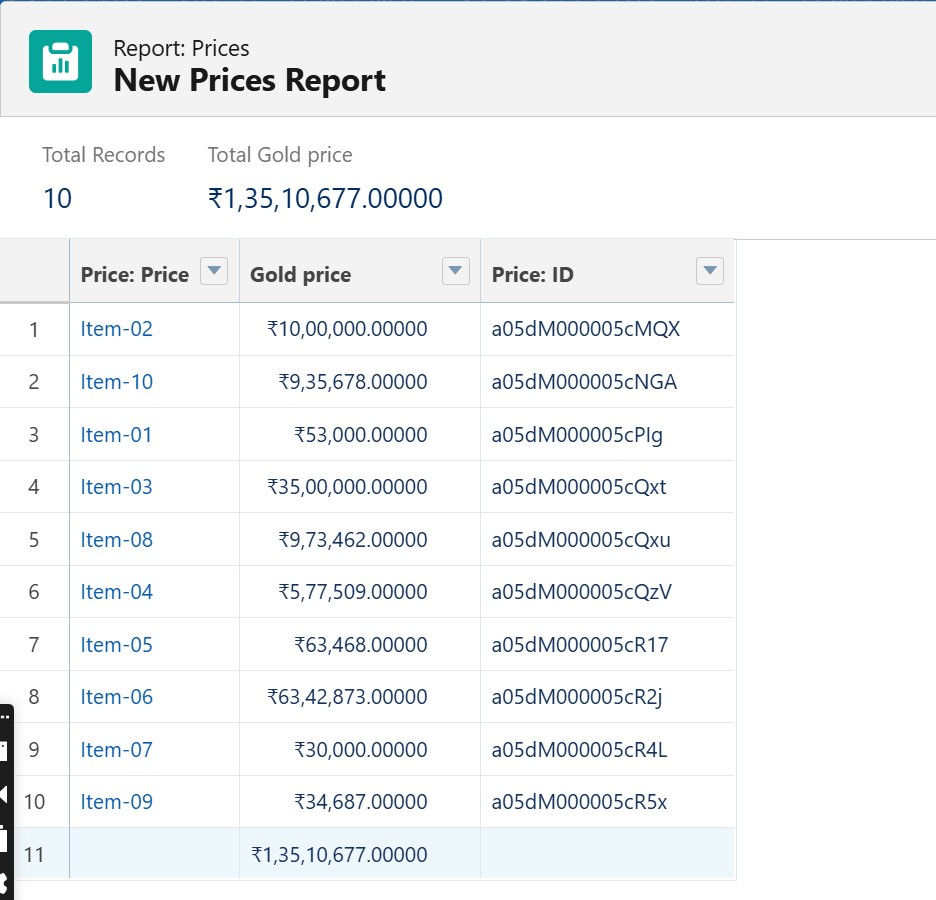 Report: Prices
New Prices Report
Total Records Total Gold price
10 ₹1,35,10,677.00000
Price: Price Gold price Price: ID
1 Item-02 ₹10,00,000.00000 a05dM000005cMQX
2 Item-10 ₹9,35,678.00000 a05dM000005cNGA
3 Item-01 ₹53,000.00000 a05dM000005cPIg
4 Item-03 ₹35,00,000.00000 a05dM000005cQxt
5 Item-08 ₹9,73,462.00000 a05dM000005cQxu
6 Item-04 ₹5,77,509.00000 a05dM000005cQzV
7 Item-05 ₹63,468.00000 a05dM000005cR17
8 Item-06 ₹63,42,873.00000 a05dM000005cR2j
9 Item-07 ₹30,000.00000 a05dM000005cR4L
10 Item-09 ₹34,687.00000 a05dM000005cR5x
11 ₹1,35,10,677.00000